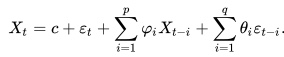 $X_t = c + \varepsilon_t + \sum_{i=1}^{p} \varphi_i X_{t-i} + \sum_{i=1}^{q} \theta_i \varepsilon_{t-i}.$